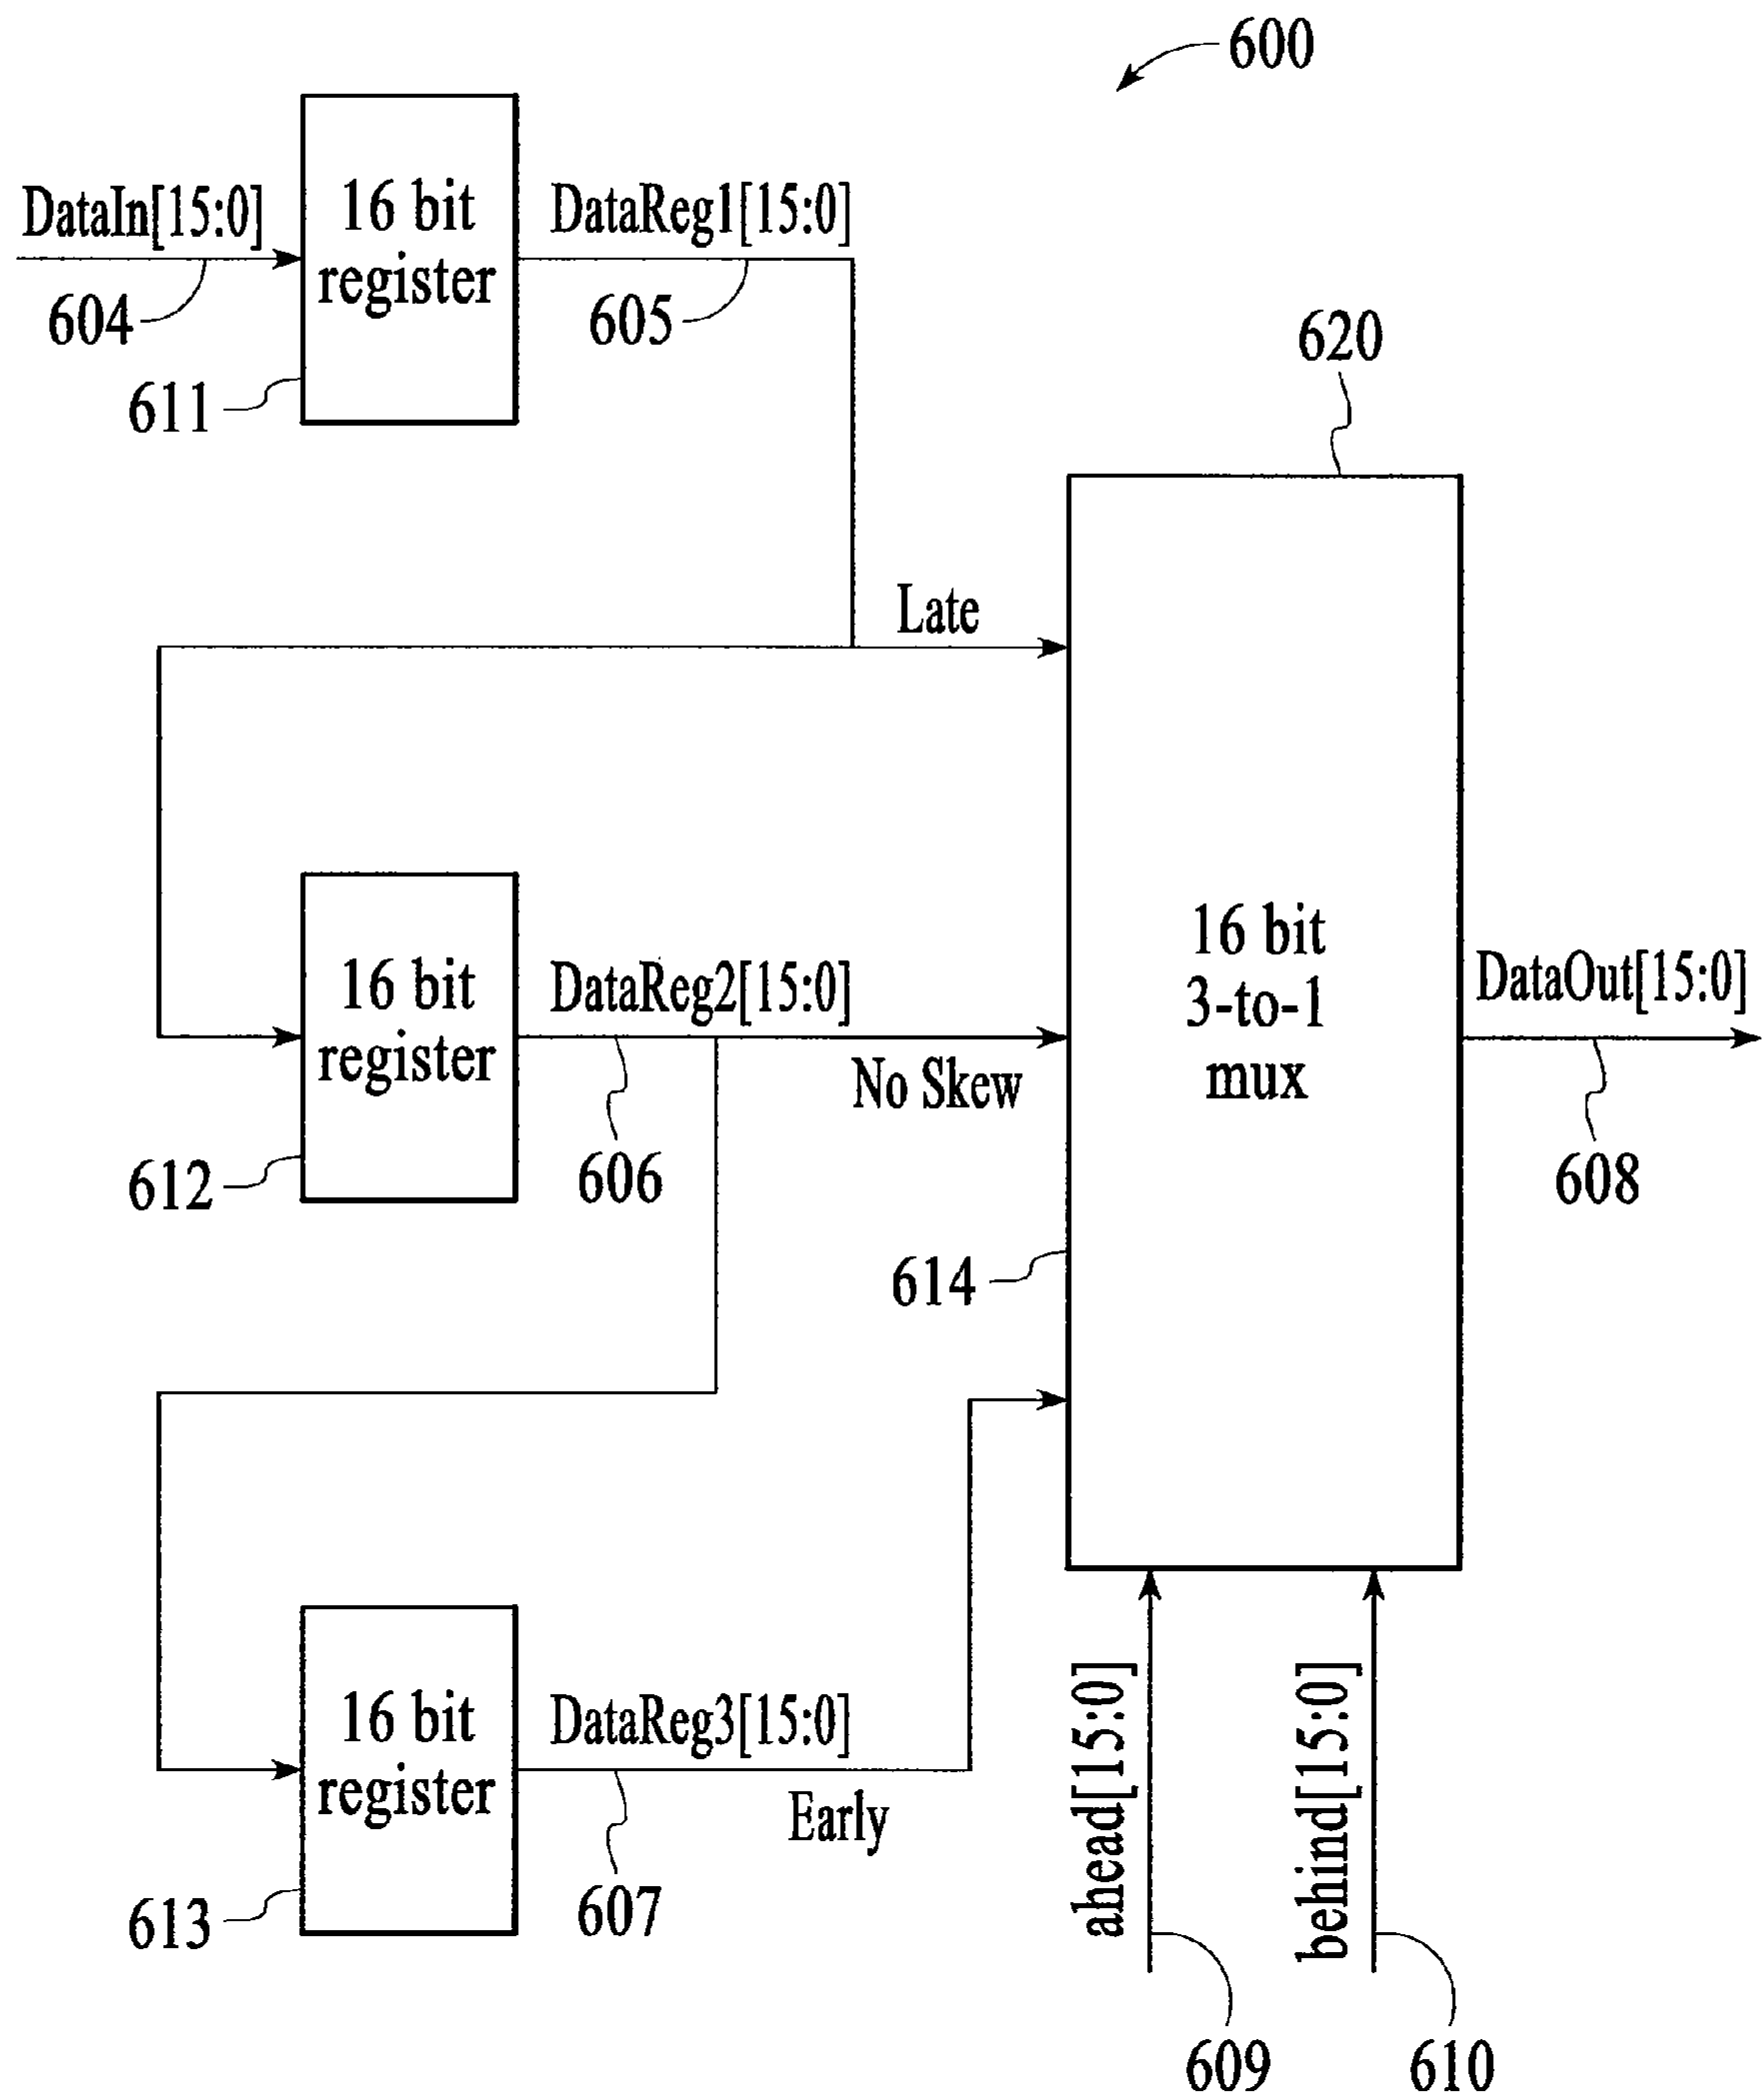 600
DataIn[15:0]
604
16 bit
register
611
DataReg1[15:0]
605
620
Late
16 bit
register
612
DataReg2[15:0]
606
No Skew
16 bit
3-to-1
mux
614
DataOut[15:0]
608
16 bit
register
613
DataReg3[15:0]
607
Early
ahead[15:0]
609
behind[15:0]
610